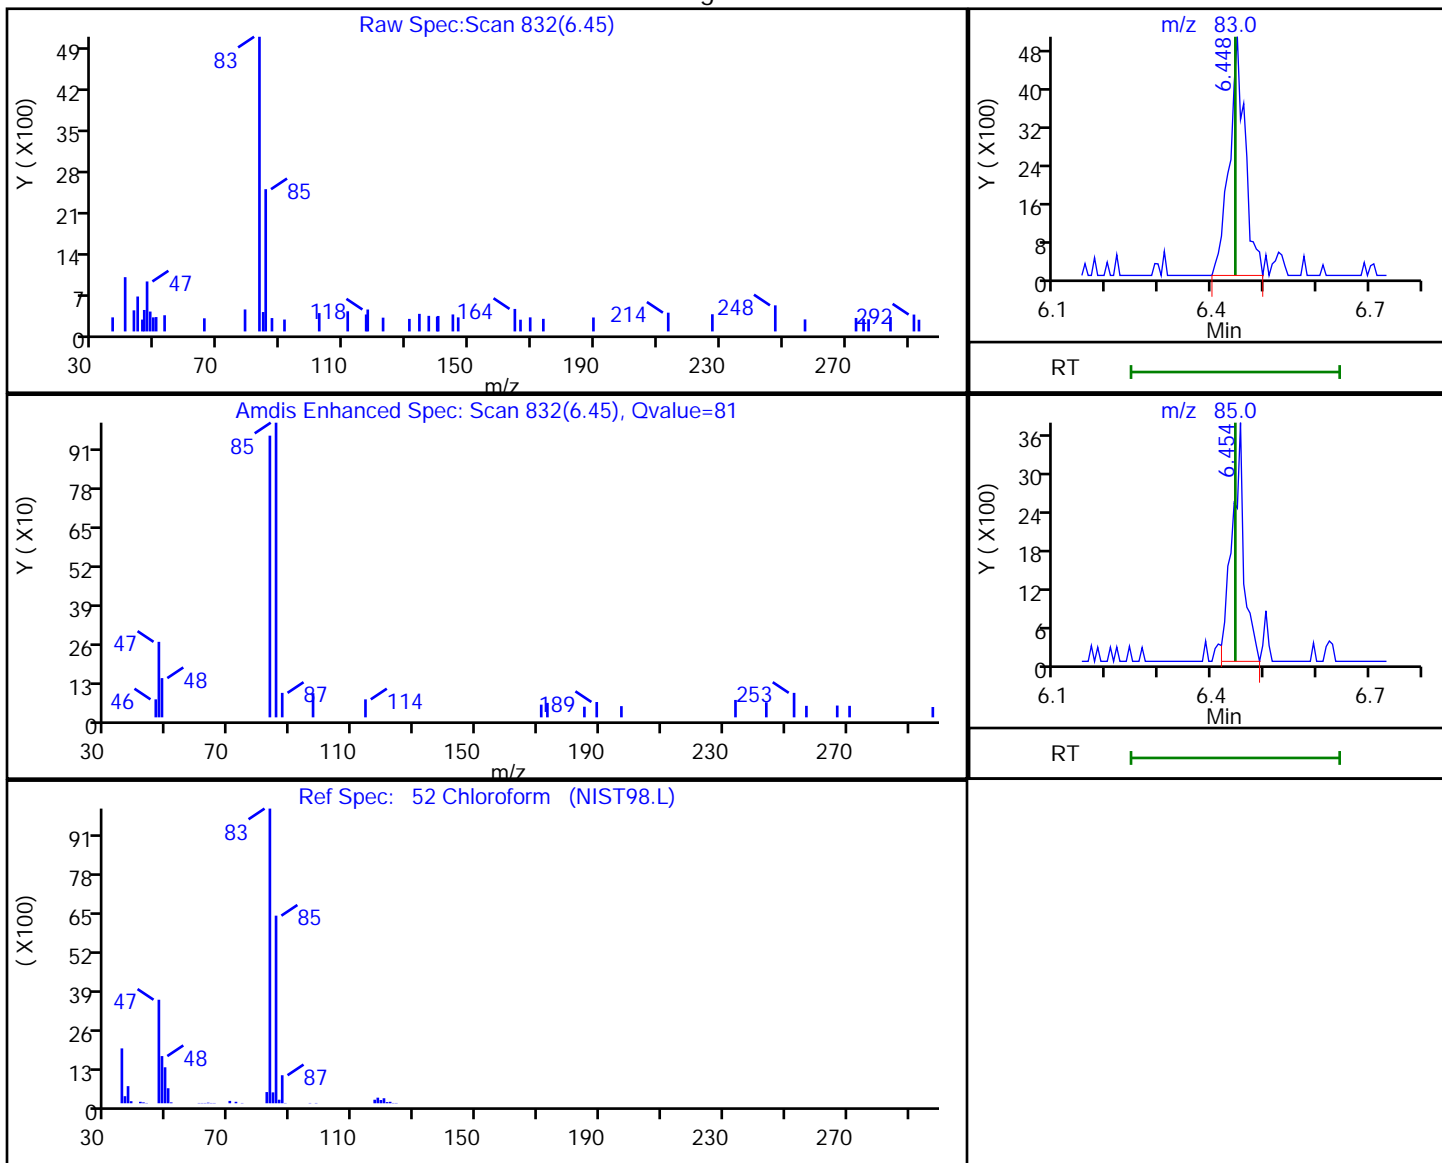 Raw Spec:Scan 832(6.45)
Y ( X100)
49
42
35
28
21
14
7
0
83
85
47
118
164
214
248
292
30 70 110 150 190 230 270
m/z
m/z 83.0
Y ( X100)
48
40
32
24
16
8
0
6.448
6.1 6.4 6.7
Min
RT
Amdis Enhanced Spec: Scan 832(6.45), Qvalue=81
Y ( X10)
91
78
65
52
39
26
13
0
85
47
46
48
87
114
189
253
30 70 110 150 190 230 270
m/z
m/z 85.0
Y ( X100)
36
30
24
18
12
6
0
6.454
6.1 6.4 6.7
Min
RT
Ref Spec: 52 Chloroform (NIST98.L)
( X100)
91
78
65
52
39
26
13
0
83
85
47
48
87
30 70 110 150 190 230 270